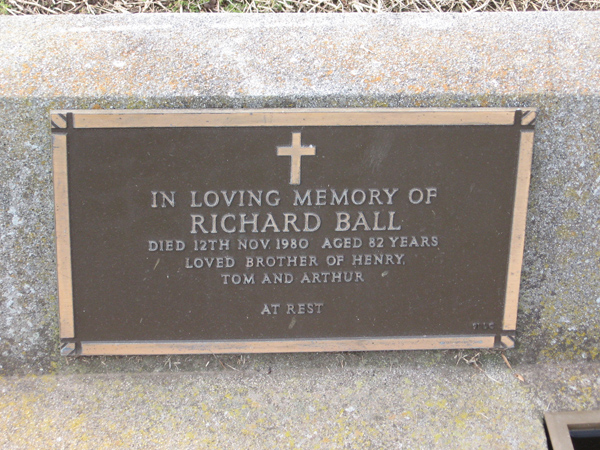 IN LOVING MEMORY OF
RICHARD BALL
DIED 12TH NOV 1980 AGED 82 YEARS
LOVED BROTHER OF HENRY,
TOM AND ARTHUR
AT REST